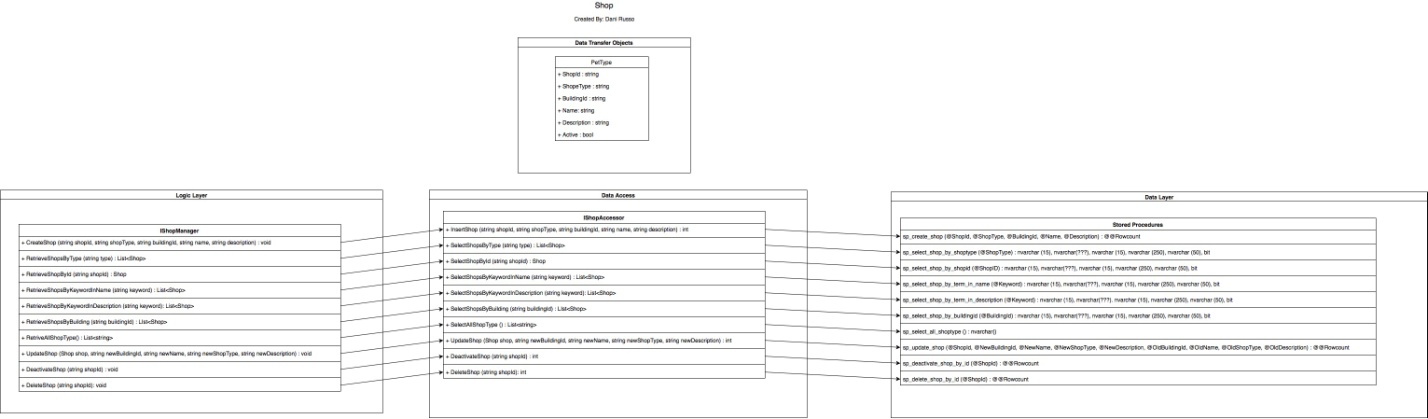 Shop
Created By: Dani Russo
Data Transfer Objects
PetType
+ ShopId : string
+ ShopeType : string
+ BuildingId : string
+ Name: string
+ Description : string
+ Active : bool
Logic Layer
IShopManager
+ CreateShop (string shopId, string shopType, string buildingId, string name, string description) : void
+ RetrieveShopsByType (string type) : List<Shop>
+ RetrieveShopById (string shopId) : Shop
+ RetrieveShopsByKeywordInName (string keyword) : List<Shop>
+ RetrieveShopsByKeywordInDescription (string keyword): List<Shop>
+ RetrieveShopsByBuilding (string buildingId) : List<Shop>
+ RetriveAllShopType() : List<string>
+ UpdateShop (Shop shop, string newBuildingId, string newName, string newShopType, string newDescription) : void
+ DeactivateShop (string shopId) : void
+ DeleteShop (string shopId): void
Data Access
IShopAccessor
+ InsertShop (string shopId, string shopType, string buildingId, string name, string description) : int
+ SelectShopsByType (string type) : List<Shop>
+ SelectShopById (string shopId) : Shop
+ SelectShopsByKeywordInName (string keyword) : List<Shop>
+ SelectShopsByKeywordInDescription (string keyword): List<Shop>
+ SelectShopsByBuilding (string buildingId) : List<Shop>
+ SelectAllShopType () : List<string>
+ UpdateShop (Shop shop, string newBuildingId, string newName, string newShopType, string newDescription) : int
+ DeactivateShop (string shopId) : int
+ DeleteShop (string shopId): int
Data Layer
Stored Procedures
sp_create_shop (@ShopId, @ShopType, @BuildingId, @Name, @Description) : @@Rowcount
sp_select_shop_by_shoptype (@ShopType) : nvarchar (15), nvarchar(???), nvarchar (15), nvarchar (250), nvarchar (50), bit
sp_select_shop_by_shopId (@ShopID) : nvarchar (15), nvarchar(???), nvarchar (15), nvarchar (250), nvarchar (50), bit
sp_select_shop_by_term_in_name (@Keyword) : nvarchar (15), nvarchar(???), nvarchar (15), nvarchar (250), nvarchar (50), bit
sp_select_shop_by_term_in_description (@Keyword) : nvarchar (15), nvarchar(???), nvarchar (15), nvarchar (250), nvarchar (50), bit
sp_select_shop_by_buildingid (@BuildingId) : nvarchar (15), nvarchar(???), nvarchar (15), nvarchar (250), nvarchar (50), bit
sp_select_all_shoptype () : nvarchar()
sp_update_shop (@ShopId, @NewBuildingId, @NewName, @NewShopType, @NewDescription, @OldBuildingId, @OldName, @OldShopType, @OldDescription) : @@Rowcount
sp_deactivate_shop_by_id (@ShopId) : @@Rowcount
sp_delete_shop_by_id (@ShopId) : @@Rowcount